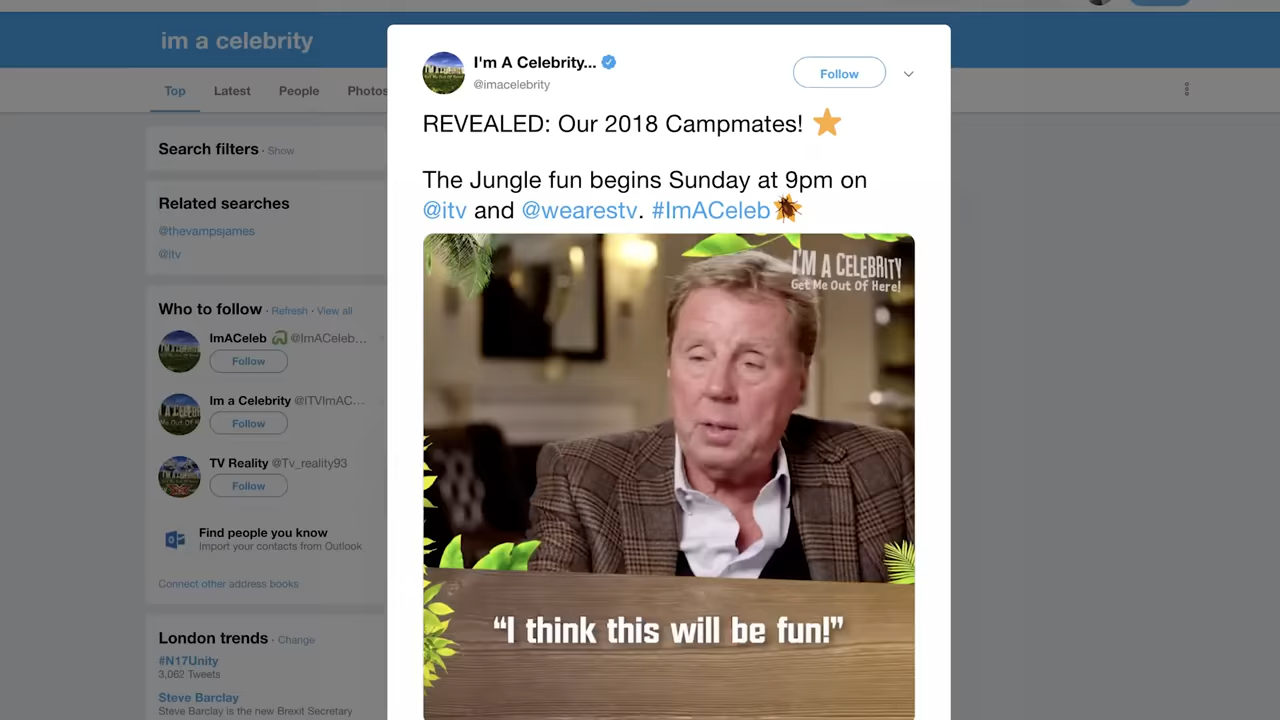 im a celebrity
Top
Latest
People
Photos
Search filters · Show
Related searches
@thevampsjames
@itv
Who to follow · Refresh · View all
ImACeleb @ImACeleb...
Follow
Im a Celebrity @ITVImAC...
Follow
TV Reality @Tv_reality93
Follow
Find people you know
Import your contacts from Outlook
Connect other address books
London trends · Change
#N17Unity
3,062 Tweets
Steve Barclay
Steve Barclay is the new Brexit Secretary
I'm A Celebrity...
@imacelebrity
Follow
REVEALED: Our 2018 Campmates!
The Jungle fun begins Sunday at 9pm on
@itv and @wearestv. #ImACeleb
I'M A CELEBRITY
Get Me Out Of Here!
“I think this will be fun!”